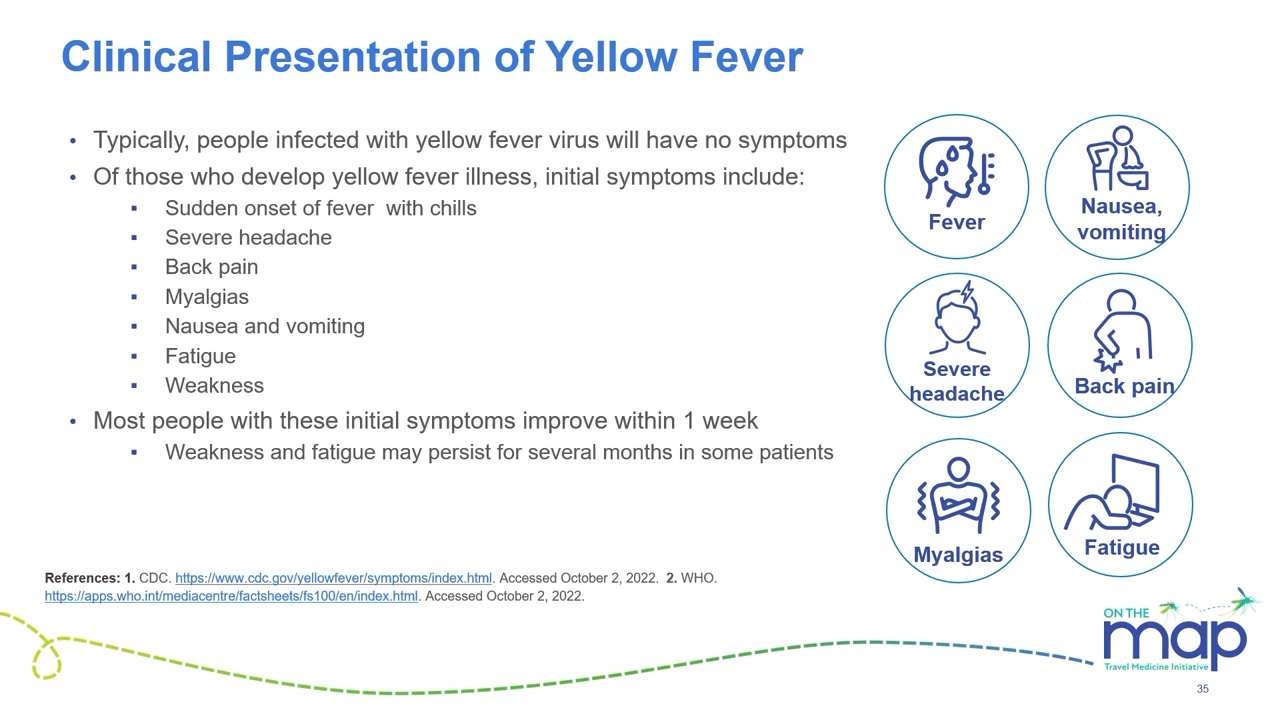 Clinical Presentation of Yellow Fever
• Typically, people infected with yellow fever virus will have no symptoms
• Of those who develop yellow fever illness, initial symptoms include:
▪ Sudden onset of fever with chills
▪ Severe headache
▪ Back pain
▪ Myalgias
▪ Nausea and vomiting
▪ Fatigue
▪ Weakness
• Most people with these initial symptoms improve within 1 week
▪ Weakness and fatigue may persist for several months in some patients
Fever
Nausea,
vomiting
Severe
headache
Back pain
Myalgias
Fatigue
References: 1. CDC. https://www.cdc.gov/yellowfever/symptoms/index.html. Accessed October 2, 2022. 2. WHO.
https://apps.who.int/mediacentre/factsheets/fs100/en/index.html. Accessed October 2, 2022.
ON THE
map
Travel Medicine Initiative
35